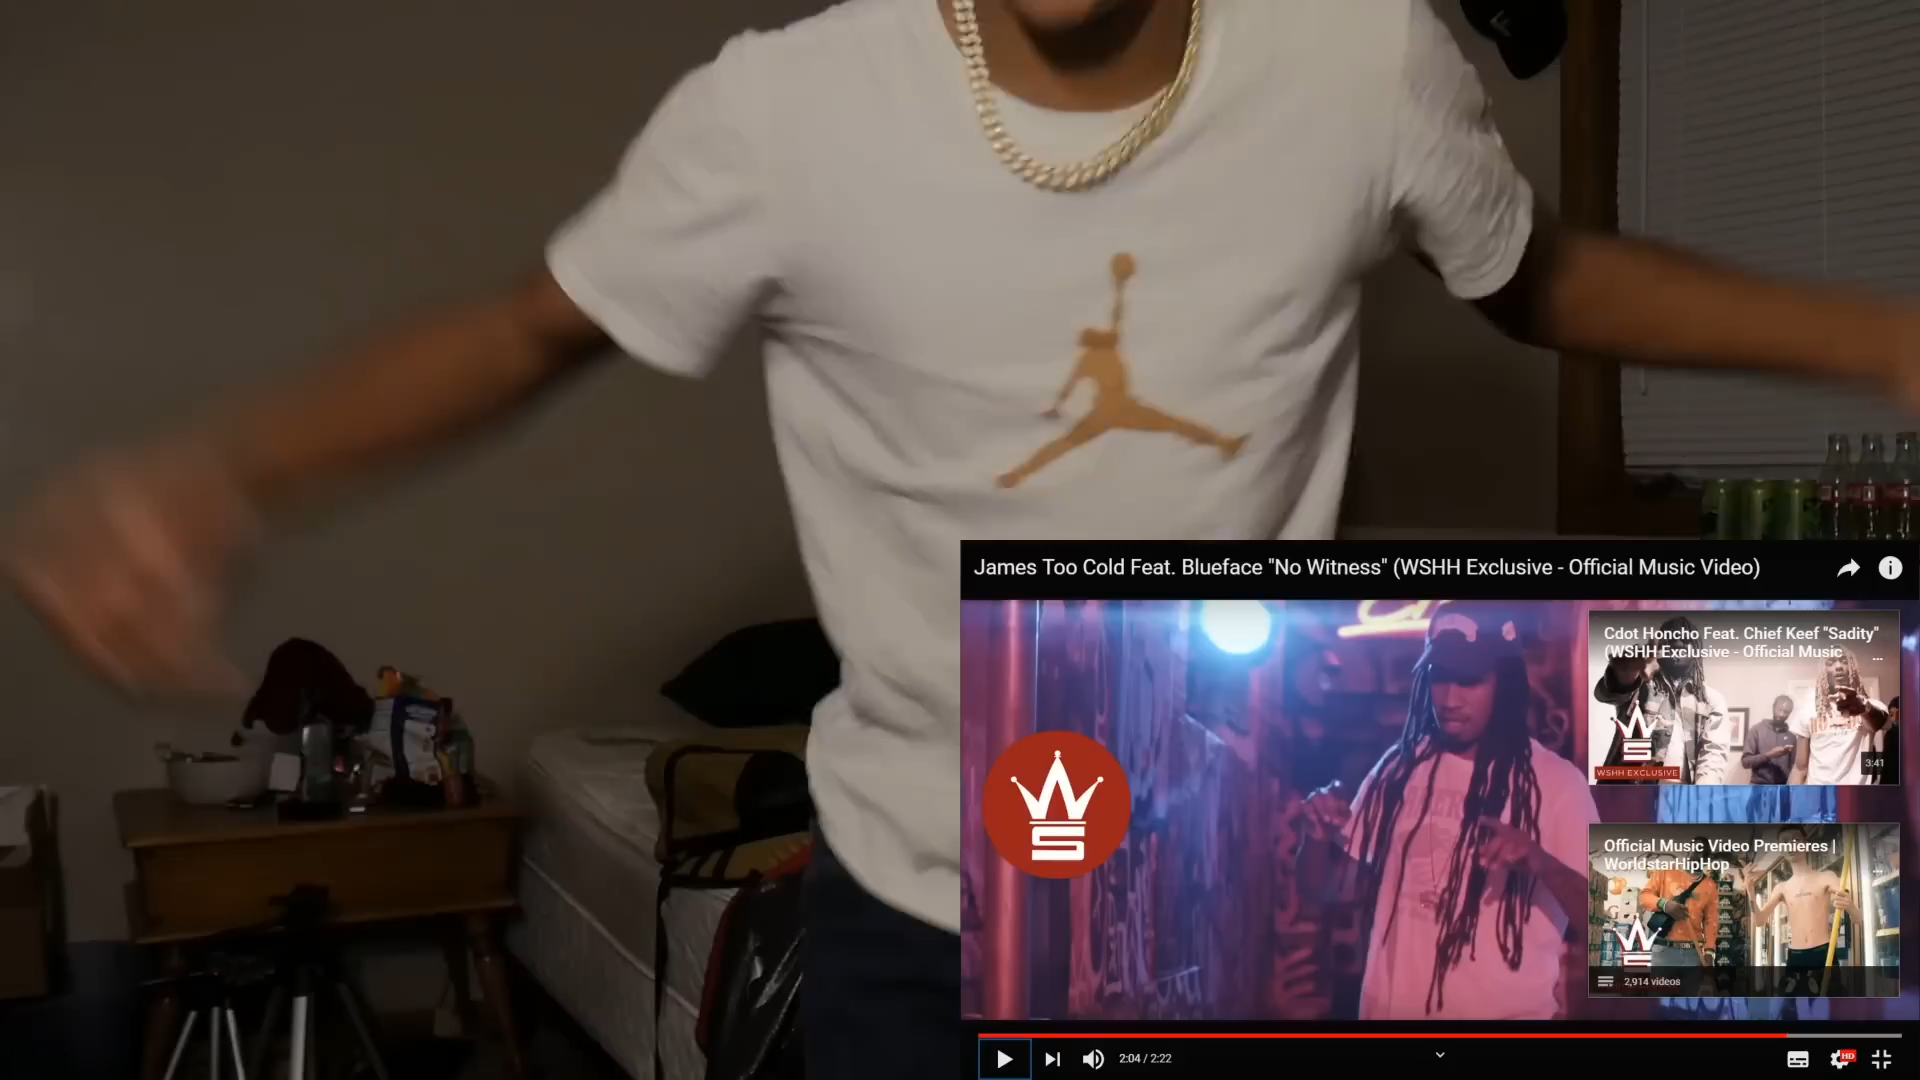 James Too Cold Feat. Blueface "No Witness" (WSHH Exclusive - Official Music Video)
Cdot Honcho Feat. Chief Keef "Sadity"
(WSHH Exclusive - Official Music
...
3:41
WSHH EXCLUSIVE
Official Music Video Premieres |
WorldstarHipHop
2,914 videos
2:04 / 2:22
HD